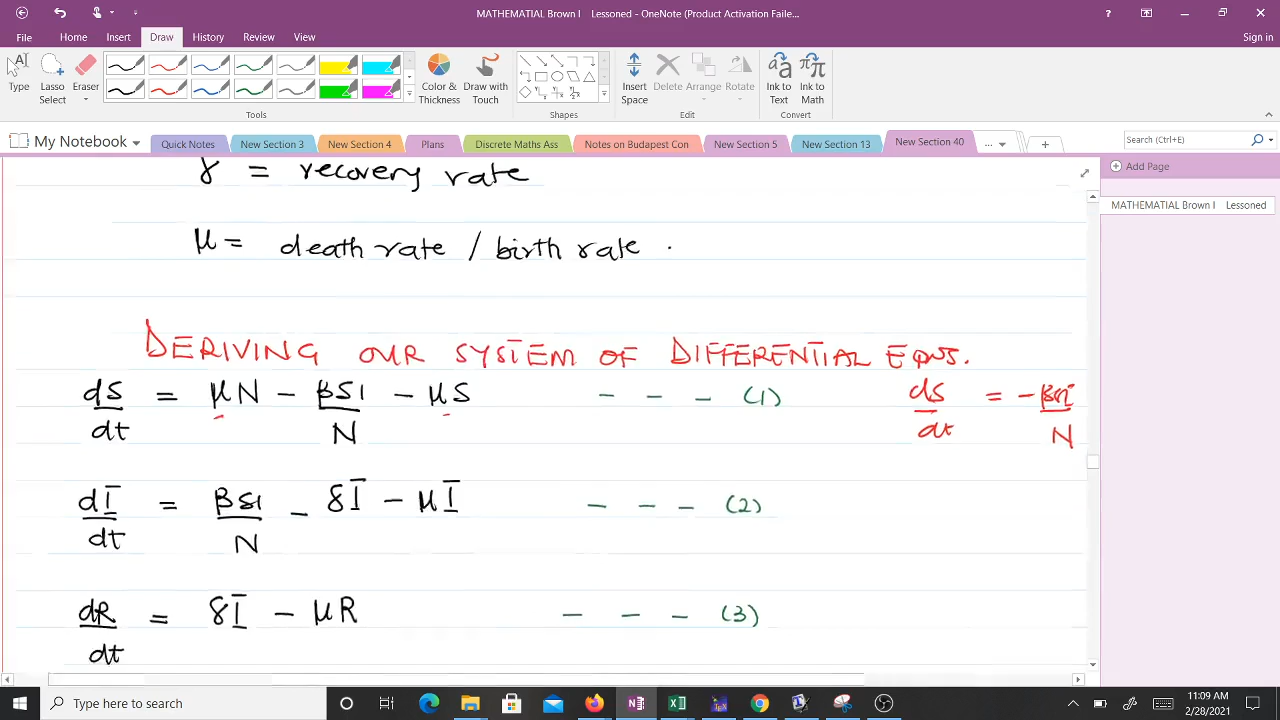 MATHEMATIAL Brown I Lessoned - OneNote (Product Activation Faile...
File Home Insert Draw History Review View Sign in
Type Lasso Select Eraser Color & Thickness Draw with Touch Insert Space Delete Arrange Rotate Ink to Text Ink to Math
Tools Shapes Edit Convert
My Notebook Quick Notes New Section 3 New Section 4 Plans Discrete Maths Ass Notes on Budapest Con New Section 5 New Section 13 New Section 40 ... Search (Ctrl+E)
Add Page
MATHEMATIAL Brown I Lessoned
γ = recovery rate
μ = death rate / birth rate .
DERIVING OUR SYSTEM OF DIFFERENTIAL EQNS.
dS/dt = μN - βSI/N - μS - - - (1) dS/dt = - βSI/N
dI/dt = βSI/N - γI - μI - - - (2)
dR/dt = γI - μR - - - (3)
Type here to search
11:09 AM
2/28/2021